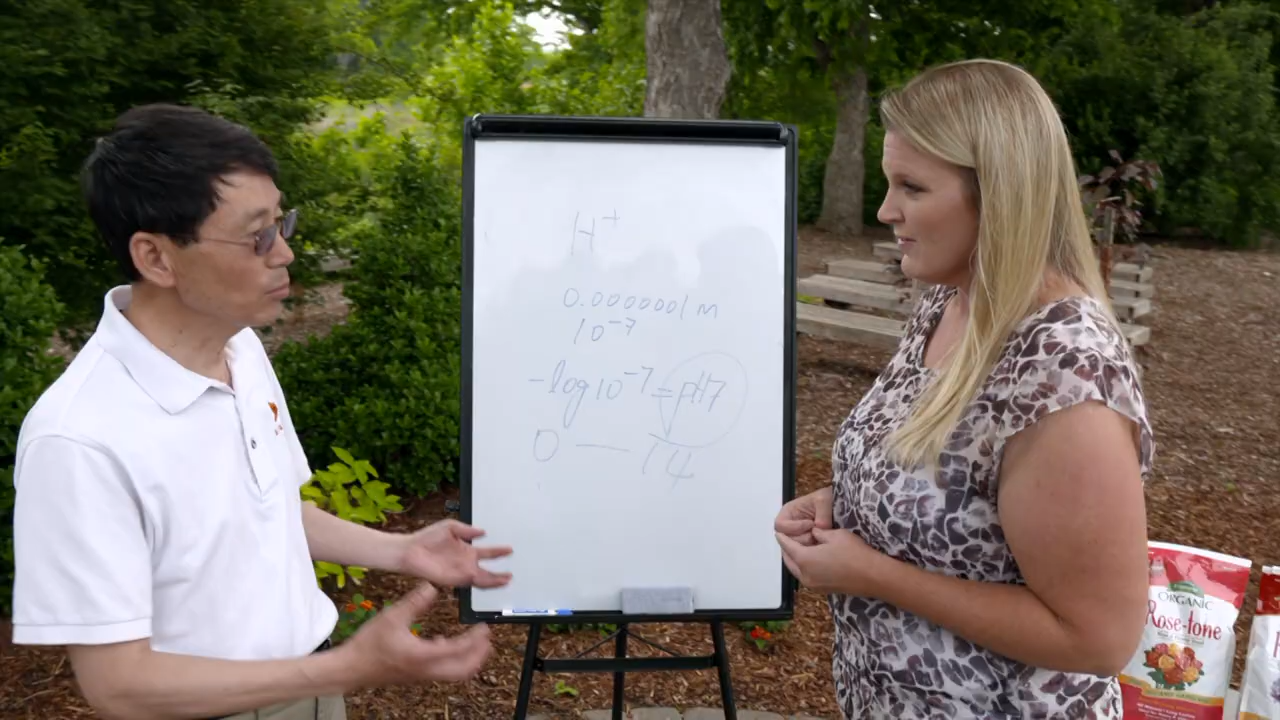 H⁺
0.0000001 m
10⁻⁷
-log10⁻⁷ = pH7
0 — 14
ORGANIC
Rose-tone